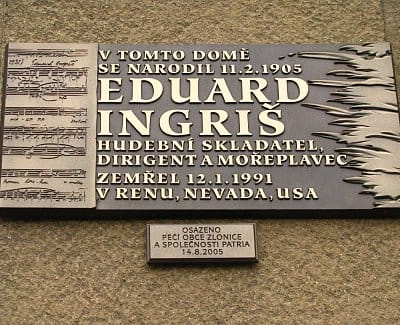 V TOMTO DOMĚ
SE NARODIL 11.2.1905
EDUARD
INGRIŠ
HUDEBNÍ SKLADATEL,
DIRIGENT A MOŘEPLAVEC
ZEMŘEL 12.1.1991
V RENU, NEVADA, USA
OSAZENO
PÉČÍ OBCE ZLONICE
A SPOLEČNOSTI PATRIA
14.8.2005